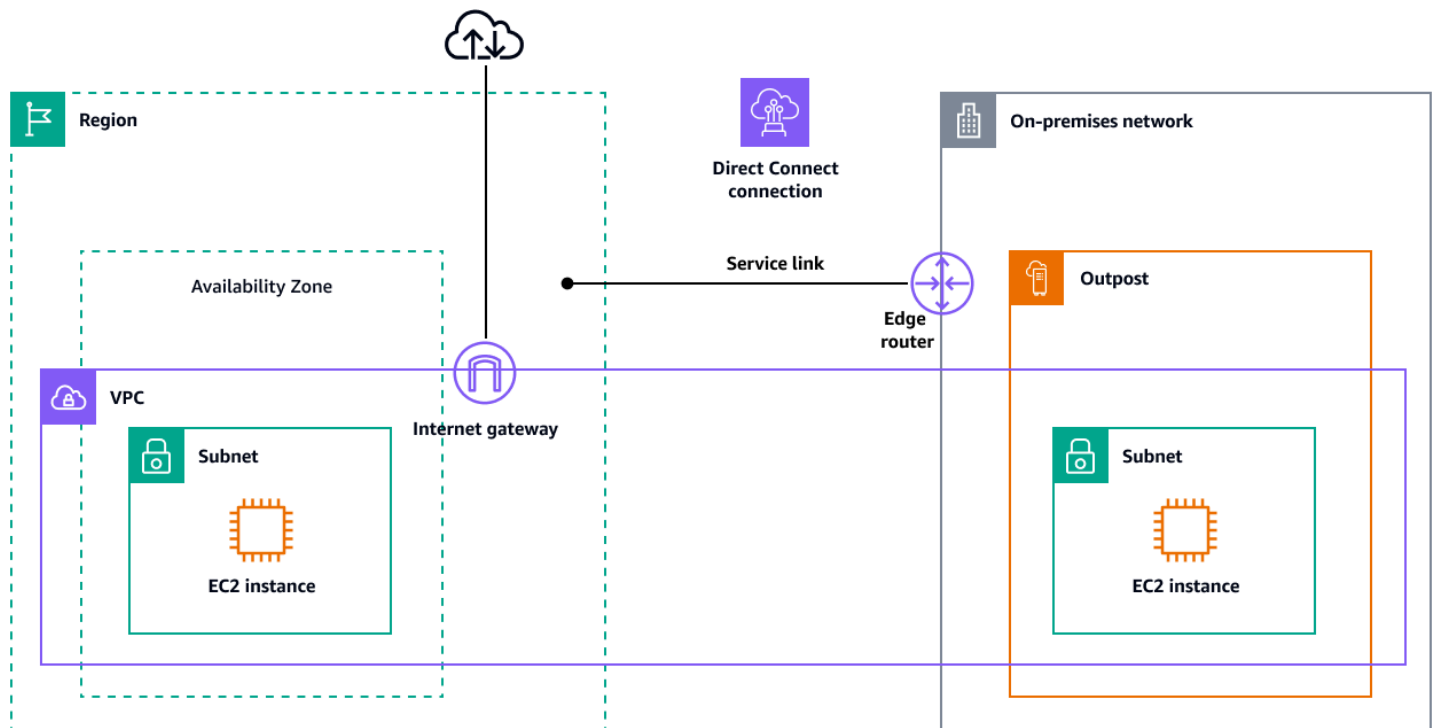 Region
Direct Connect
connection
On-premises network
Availability Zone
Service link
Edge
router
Outpost
VPC
Internet gateway
Subnet
EC2 instance
Subnet
EC2 instance